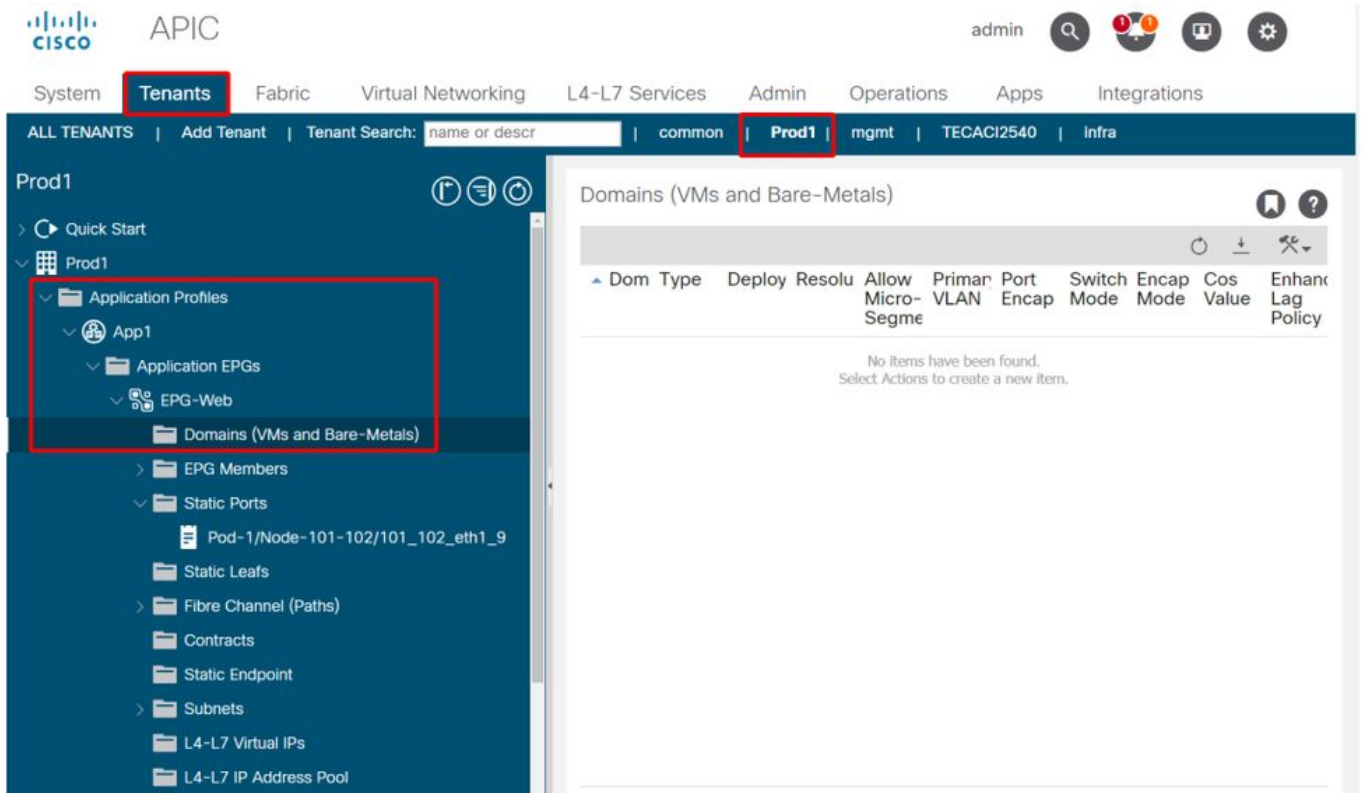 CISCO
APIC
admin
1 1
System Tenants Fabric Virtual Networking L4-L7 Services Admin Operations Apps Integrations
ALL TENANTS | Add Tenant | Tenant Search: name or descr | common | Prod1 | mgmt | TECACI2540 | infra
Prod1
Quick Start
Prod1
Application Profiles
App1
Application EPGs
EPG-Web
Domains (VMs and Bare-Metals)
EPG Members
Static Ports
Pod-1/Node-101-102/101_102_eth1_9
Static Leafs
Fibre Channel (Paths)
Contracts
Static Endpoint
Subnets
L4-L7 Virtual IPs
L4-L7 IP Address Pool
Domains (VMs and Bare-Metals)
Dom Type Deploy Resolu Allow Primar Port Switch Encap Cos Enhanc
Micro- VLAN Encap Mode Mode Value Lag
Segme Policy
No items have been found.
Select Actions to create a new item.